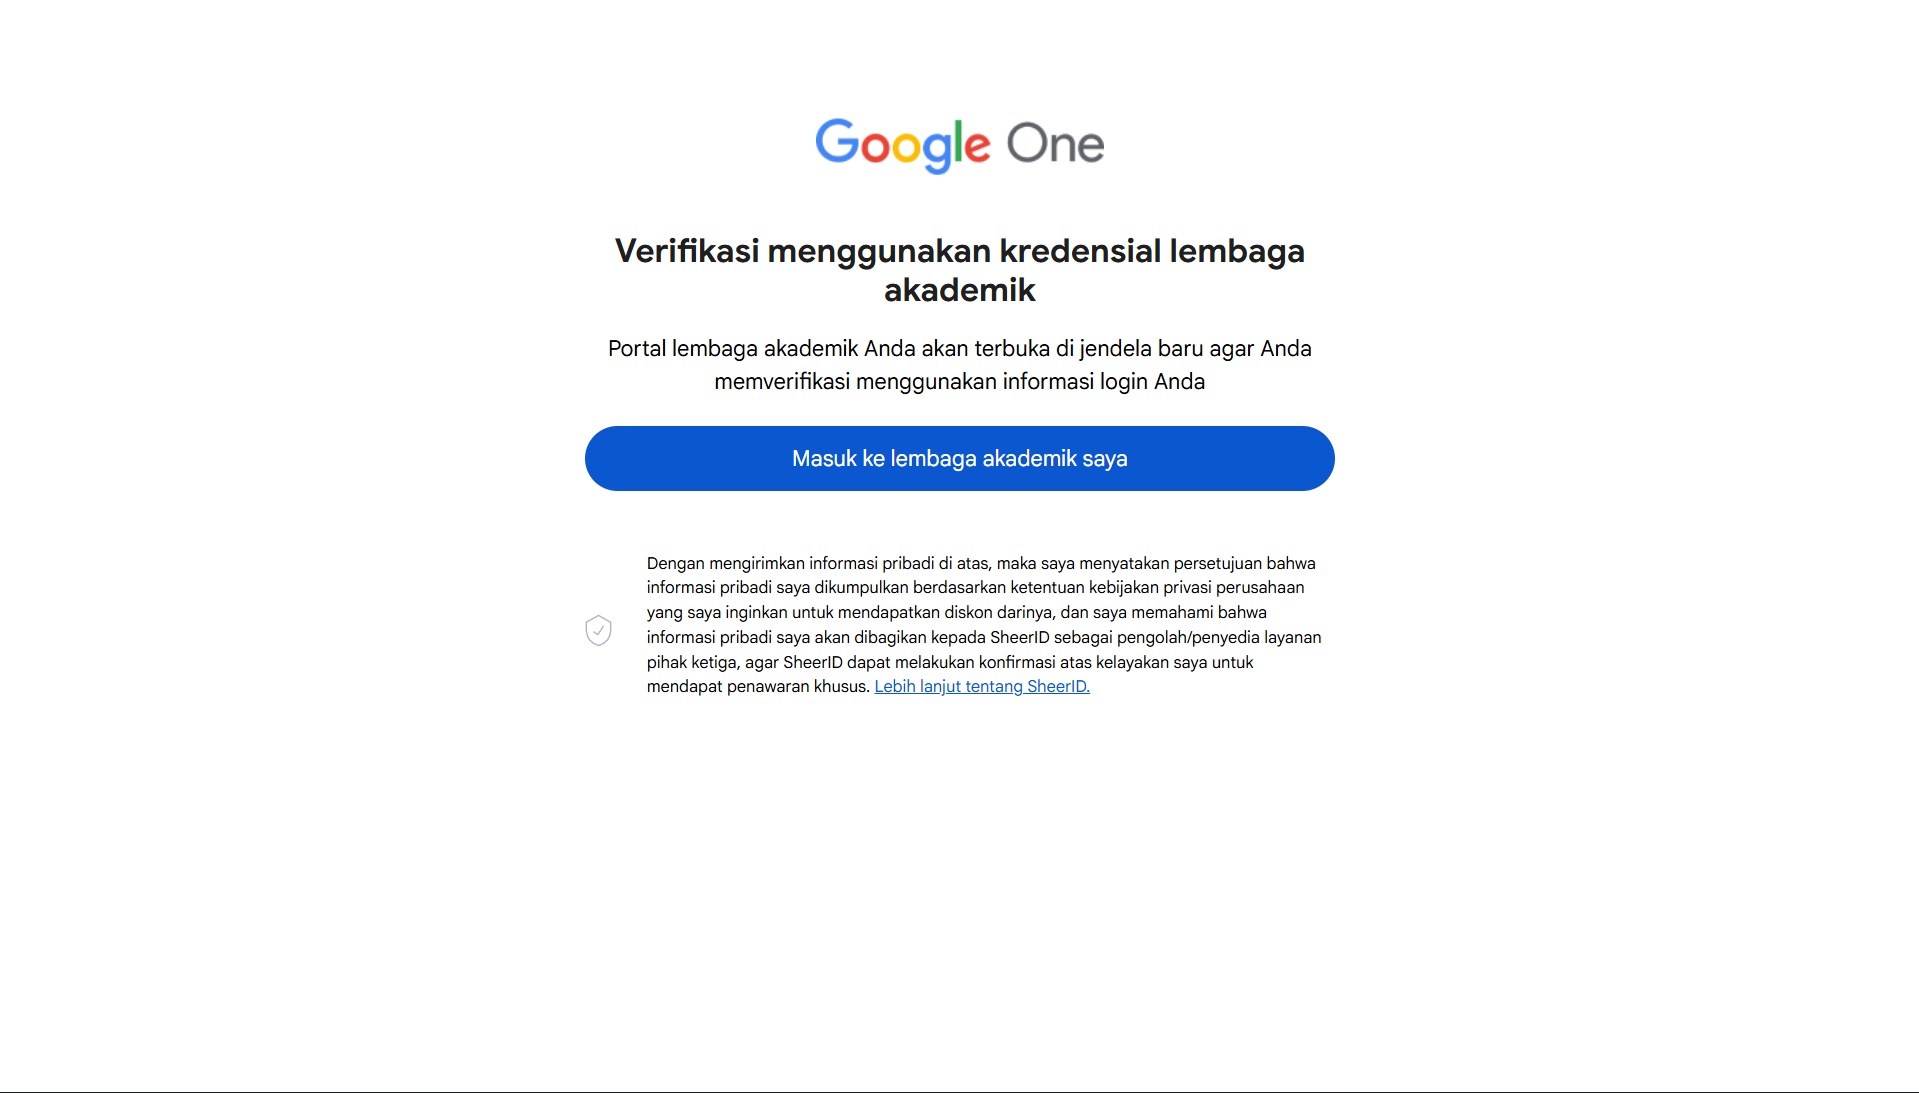 Google One
Verifikasi menggunakan kredensial lembaga
akademik
Portal lembaga akademik Anda akan terbuka di jendela baru agar Anda
memverifikasi menggunakan informasi login Anda
Masuk ke lembaga akademik saya
Dengan mengirimkan informasi pribadi di atas, maka saya menyatakan persetujuan bahwa
informasi pribadi saya dikumpulkan berdasarkan ketentuan kebijakan privasi perusahaan
yang saya inginkan untuk mendapatkan diskon darinya, dan saya memahami bahwa
informasi pribadi saya akan dibagikan kepada SheerID sebagai pengolah/penyedia layanan
pihak ketiga, agar SheerID dapat melakukan konfirmasi atas kelayakan saya untuk
mendapat penawaran khusus. Lebih lanjut tentang SheerID.